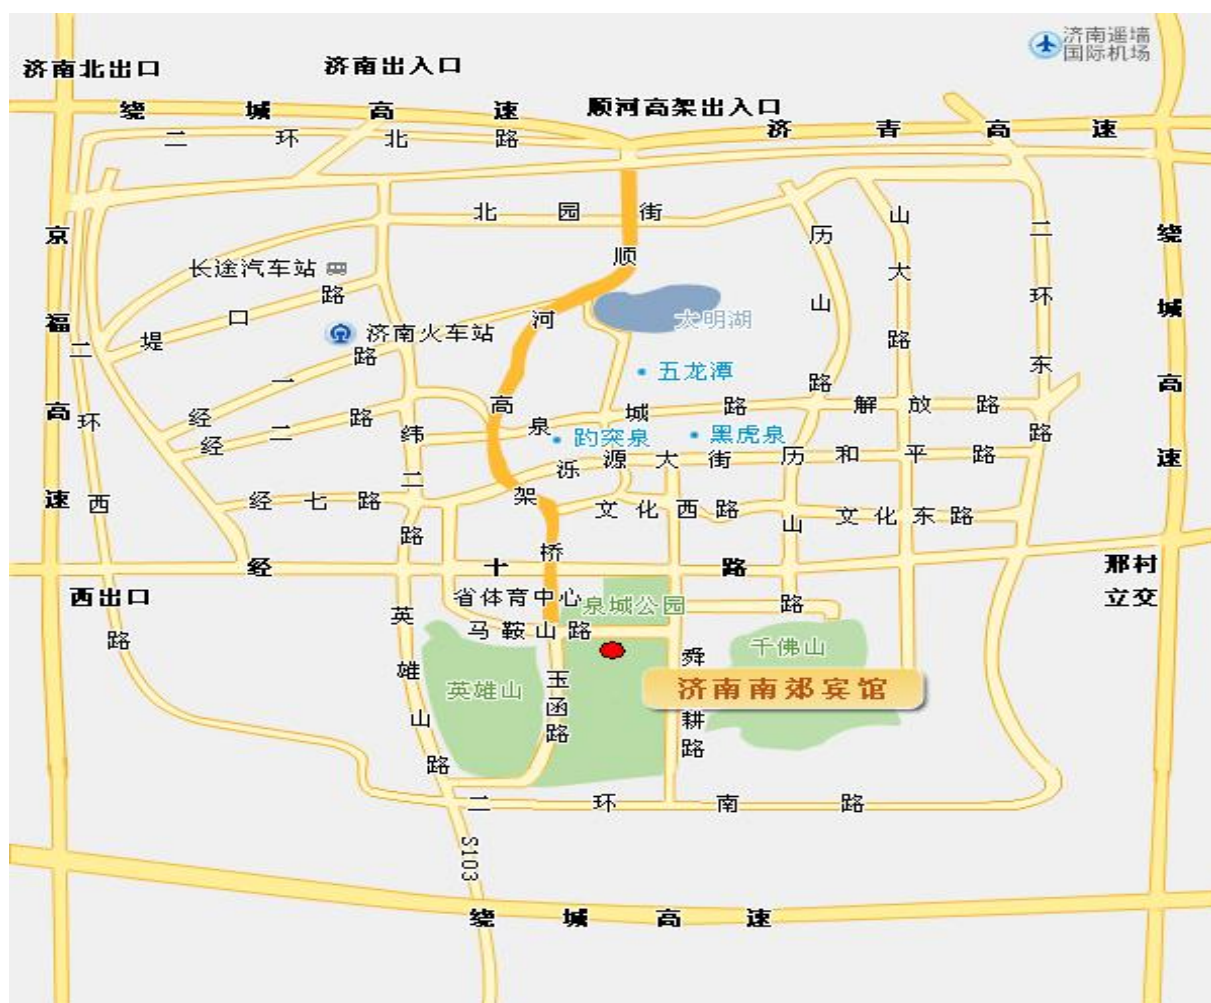 济南遥墙
国际机场
济南北出口
济南出入口
绕城高速
顺河高架出入口
济青高速
二环北路
北园街
京福高速
长途汽车站
堤口路
济南火车站
大明湖
五龙潭
历山路
山大路
二环东路
绕城高速
经一路
经二路
纬二路
顺河高架桥
泉城路
解放路
趵突泉
黑虎泉
泺源大街
和平路
历山路
二环西路
经七路
文化西路
文化东路
经十路
邢村
立交
西出口
省体育中心
泉城公园
马鞍山路
英雄山路
英雄山
玉函路
舜耕路
千佛山
济南南郊宾馆
二环南路
S103
绕城高速